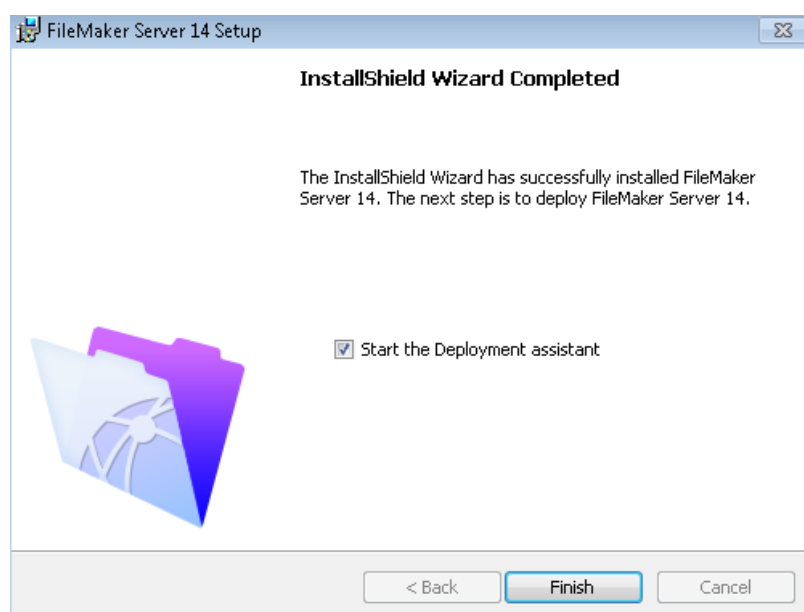 FileMaker Server 14 Setup
InstallShield Wizard Completed
The InstallShield Wizard has successfully installed FileMaker
Server 14. The next step is to deploy FileMaker Server 14.
Start the Deployment assistant
< Back
Finish
Cancel